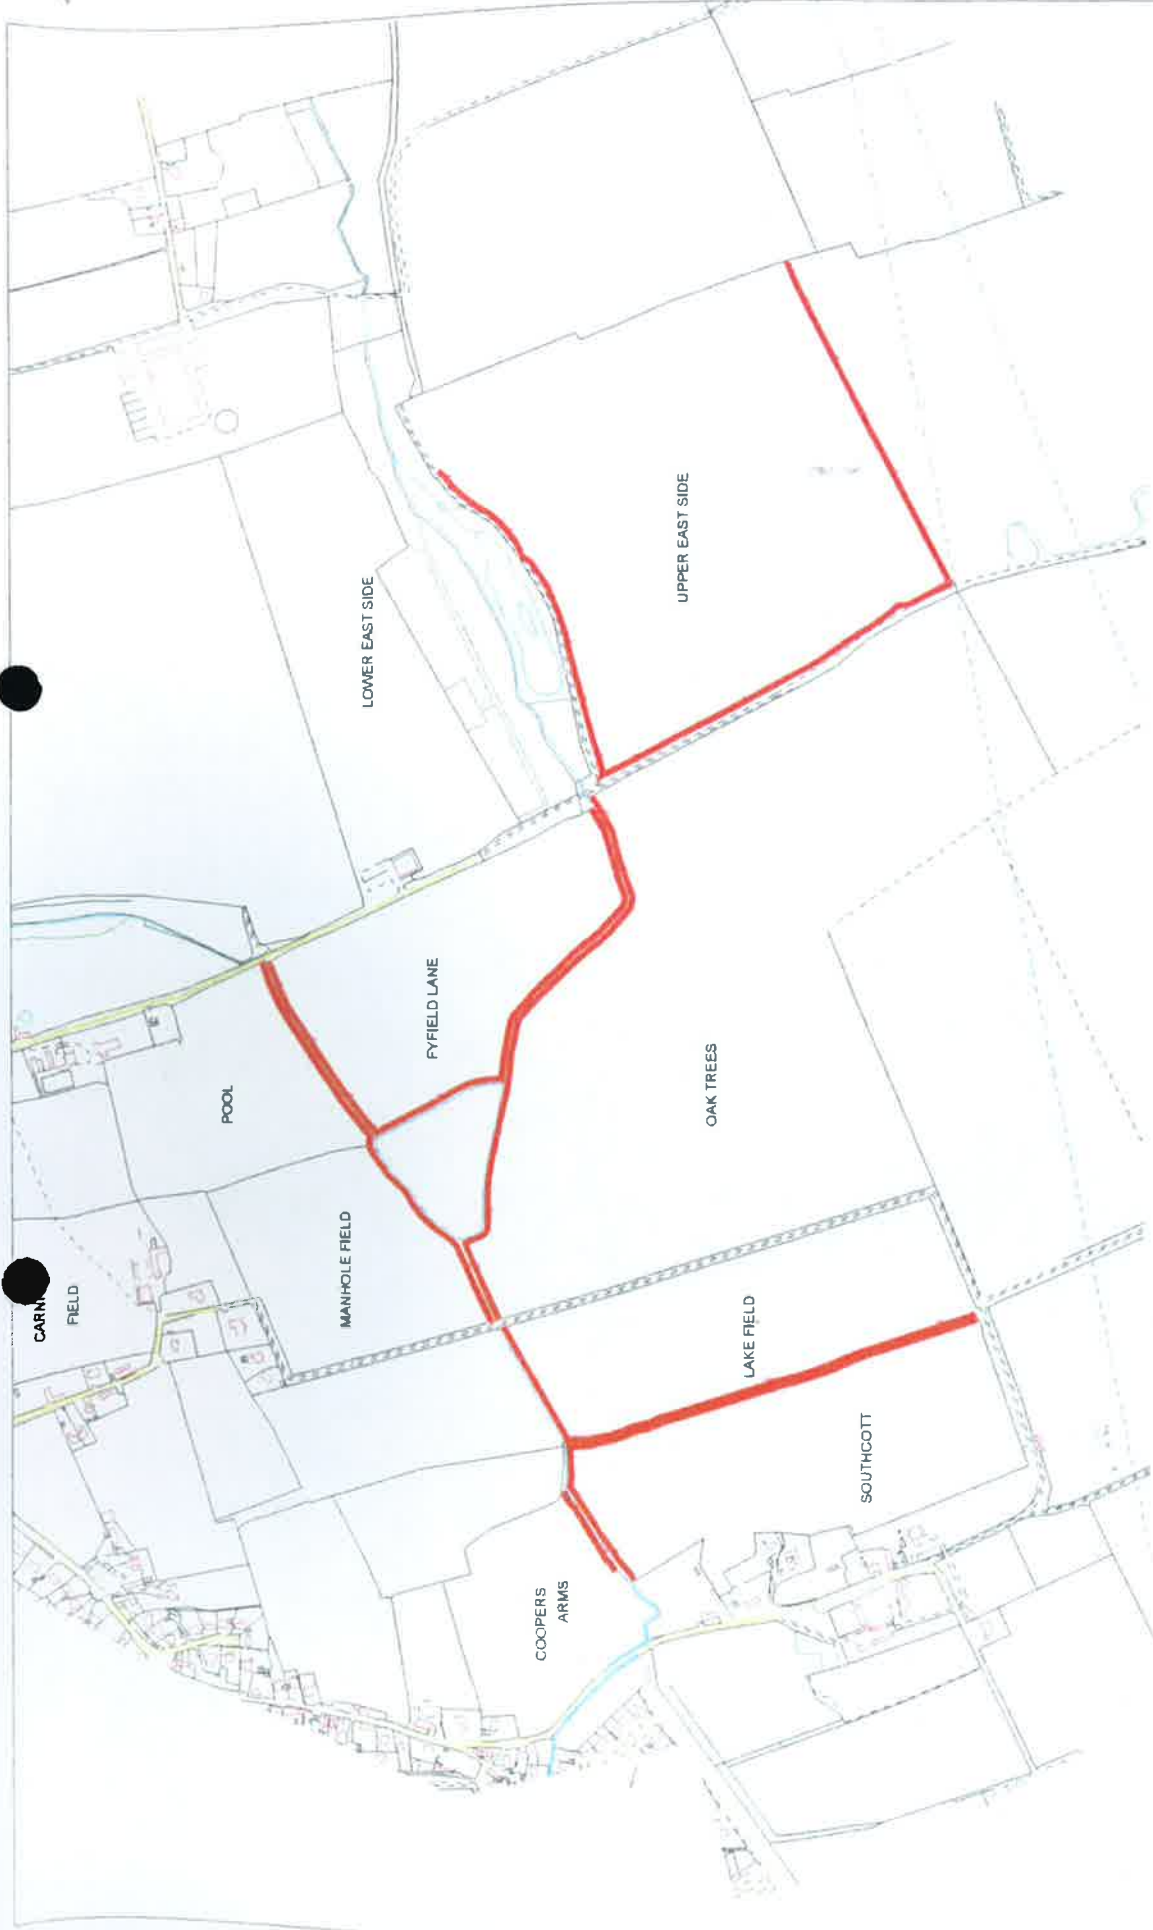 CARN
FIELD
POOL
MANHOLE FIELD
FYFIELD LANE
LOWER EAST SIDE
UPPER EAST SIDE
OAK TREES
LAKE FIELD
SOUTHCOTT
COOPERS
ARMS